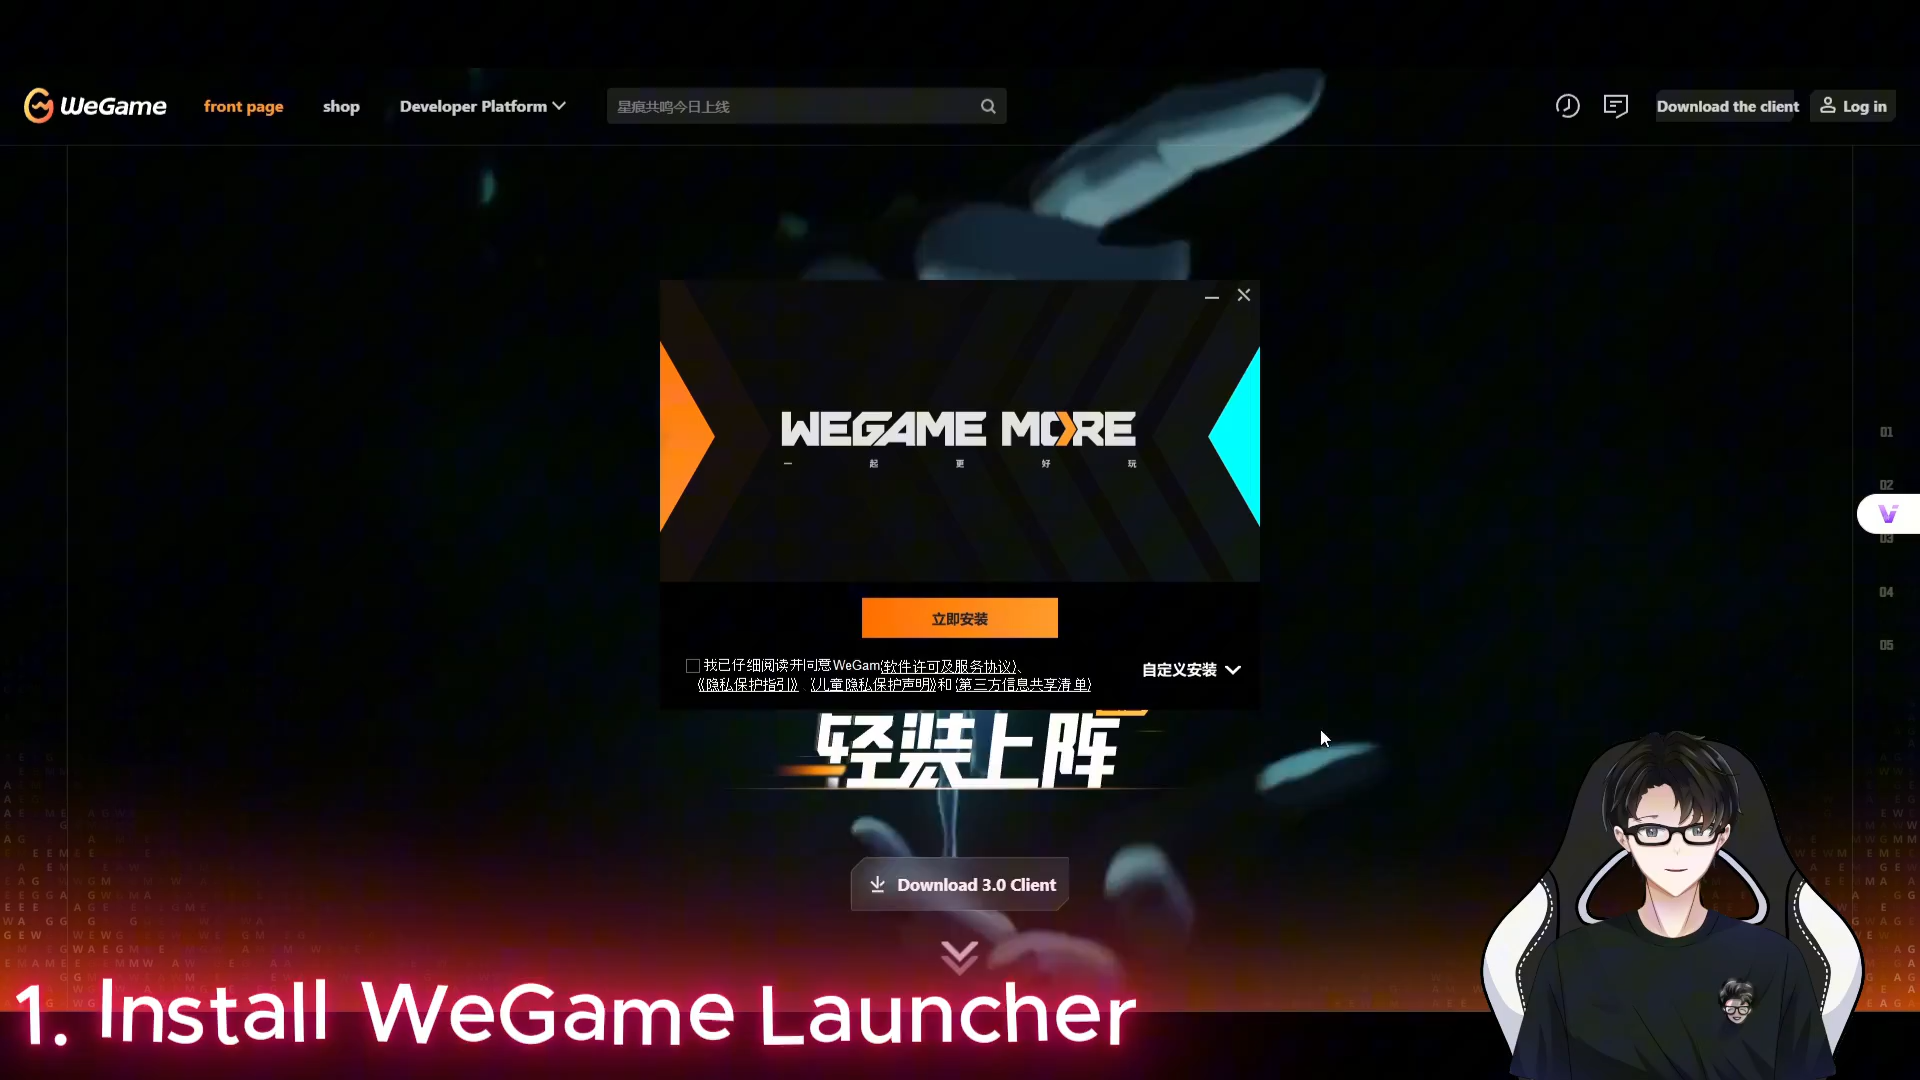 WeGame
front page
shop
Developer Platform
星痕共鸣今日上线
Download the client
Log in
WEGAME MORE
一 起 更 好 玩
01
02
03
04
05
立即安装
我已仔细阅读并同意WeGam《软件许可及服务协议》、
《隐私保护指引》、《儿童隐私保护声明》和《第三方信息共享清单》
自定义安装
轻装上阵
Download 3.0 Client
1. Install WeGame Launcher